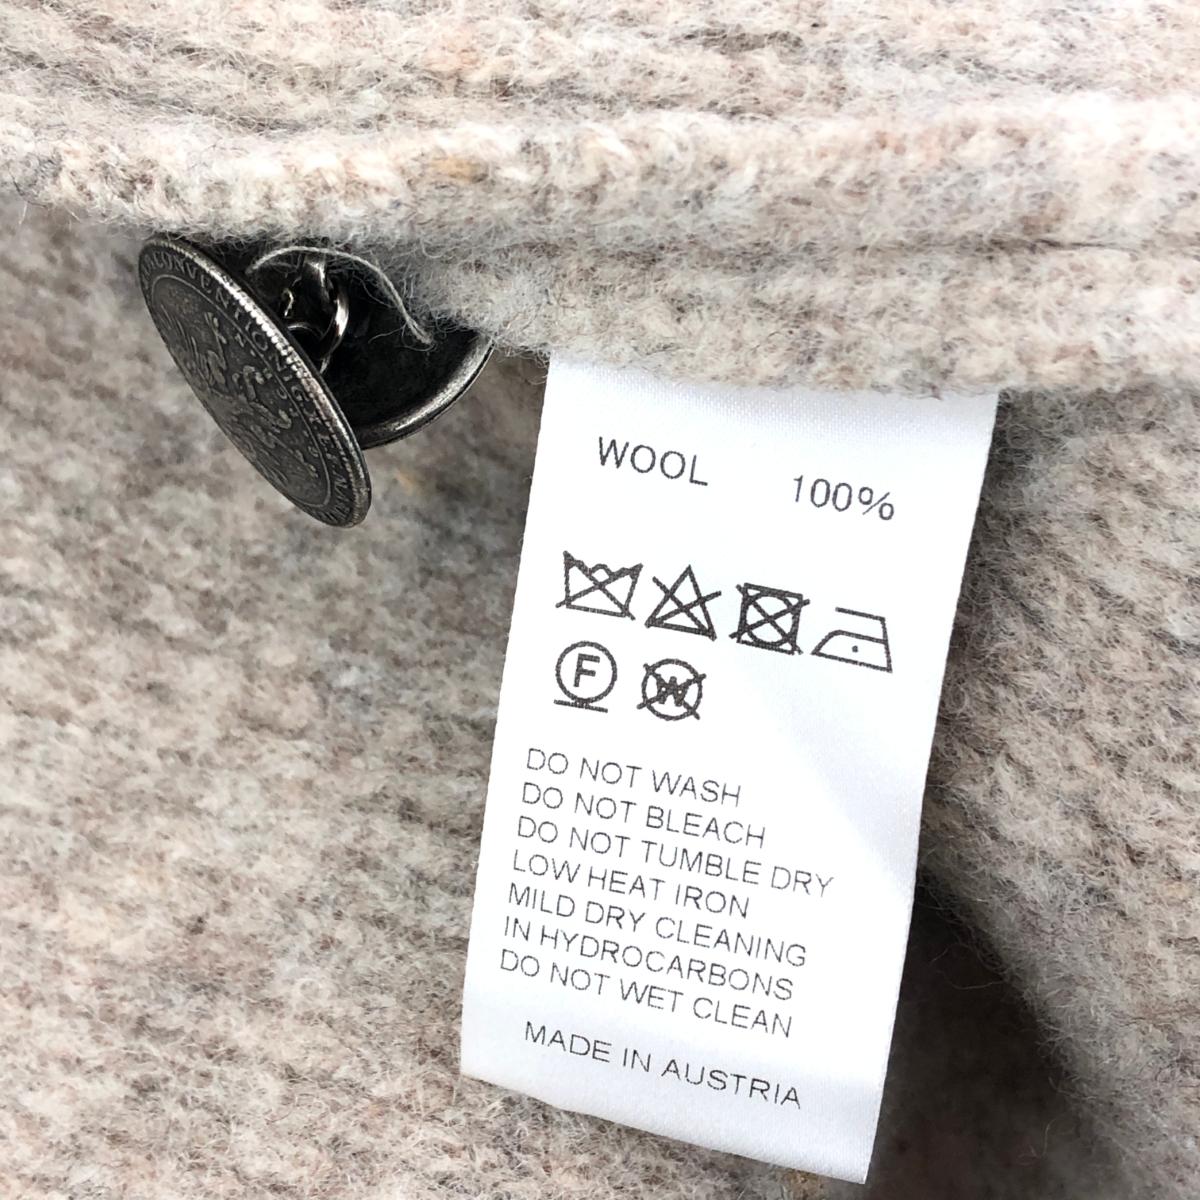 WOOL 100%
F W
DO NOT WASH
DO NOT BLEACH
DO NOT TUMBLE DRY
LOW HEAT IRON
MILD DRY CLEANING
IN HYDROCARBONS
DO NOT WET CLEAN
MADE IN AUSTRIA